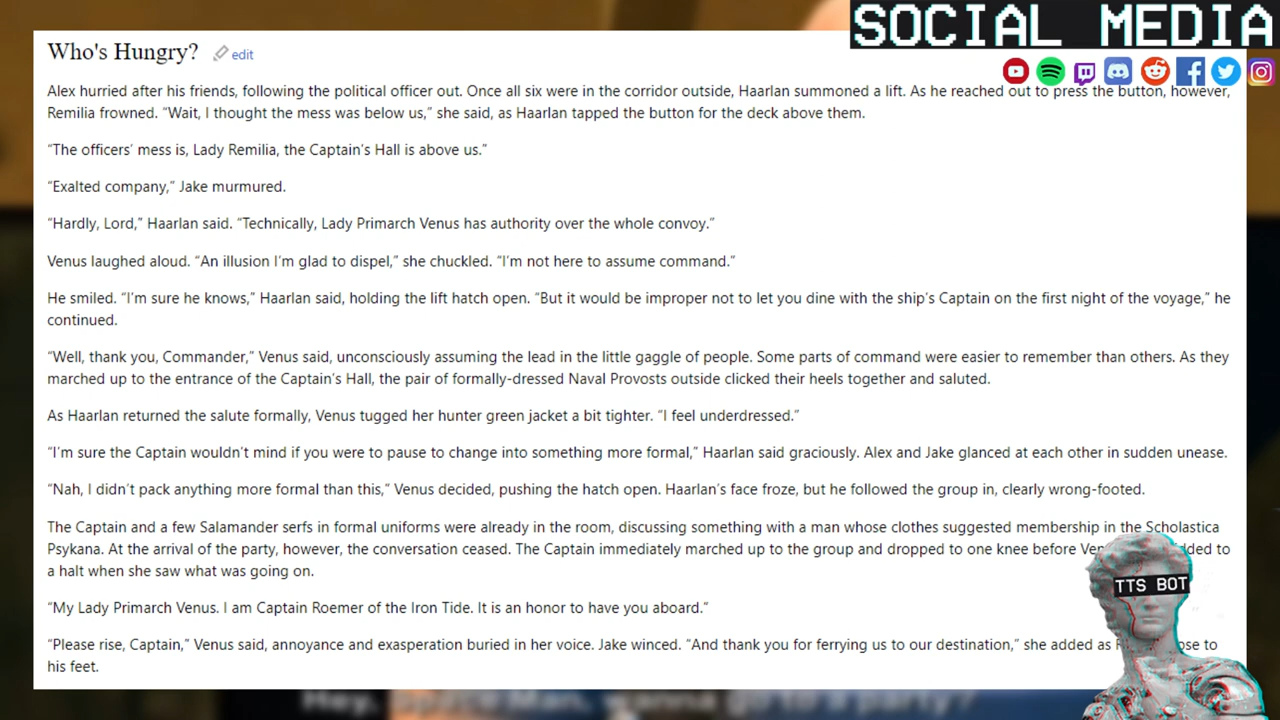 SOCIAL MEDIA
Who's Hungry? edit
Alex hurried after his friends, following the political officer out. Once all six were in the corridor outside, Haarlan summoned a lift. As he reached out to press the button, however,
Remilia frowned. “Wait, I thought the mess was below us,” she said, as Haarlan tapped the button for the deck above them.
“The officers’ mess is, Lady Remilia, the Captain’s Hall is above us.”
“Exalted company,” Jake murmured.
“Hardly, Lord,” Haarlan said. “Technically, Lady Primarch Venus has authority over the whole convoy.”
Venus laughed aloud. “An illusion I’m glad to dispel,” she chuckled. “I’m not here to assume command.”
He smiled. “I’m sure he knows,” Haarlan said, holding the lift hatch open. “But it would be improper not to let you dine with the ship’s Captain on the first night of the voyage,” he
continued.
“Well, thank you, Commander,” Venus said, unconsciously assuming the lead in the little gaggle of people. Some parts of command were easier to remember than others. As they
marched up to the entrance of the Captain’s Hall, the pair of formally-dressed Naval Provosts outside clicked their heels together and saluted.
As Haarlan returned the salute formally, Venus tugged her hunter green jacket a bit tighter. “I feel underdressed.”
“I’m sure the Captain wouldn’t mind if you were to pause to change into something more formal,” Haarlan said graciously. Alex and Jake glanced at each other in sudden unease.
“Nah, I didn’t pack anything more formal than this,” Venus decided, pushing the hatch open. Haarlan’s face froze, but he followed the group in, clearly wrong-footed.
The Captain and a few Salamander serfs in formal uniforms were already in the room, discussing something with a man whose clothes suggested membership in the Scholastica
Psykana. At the arrival of the party, however, the conversation ceased. The Captain immediately marched up to the group and dropped to one knee before to
a halt when she saw what was going on.
“My Lady Primarch Venus. I am Captain Roemer of the Iron Tide. It is an honor to have you aboard.”
“Please rise, Captain,” Venus said, annoyance and exasperation buried in her voice. Jake winced. “And thank you for ferrying us to our destination,” she added as to
his feet.
TTS BOT
Hey, Space Man, wanna go to a party?